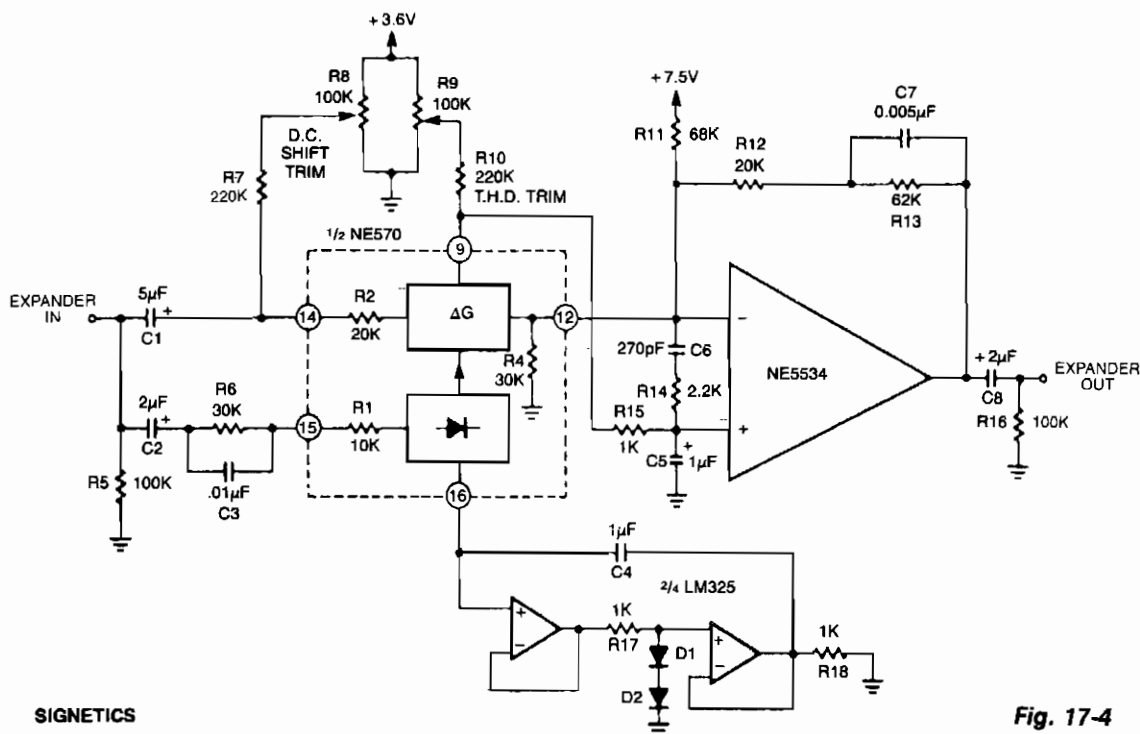 +3.6V
R8
100K
R9
100K
D.C.
SHIFT
TRIM
R7
220K
R10
220K
T.H.D. TRIM
+7.5V
R11
68K
C7
0.005µF
R12
20K
62K
R13
1/2 NE570
9
EXPANDER
IN
5µF
+
C1
14
R2
20K
ΔG
12
R4
30K
2µF
+
C2
R6
30K
.01µF
C3
15
R1
10K
R5
100K
16
270pF
C6
R14
2.2K
R15
1K
+
C5
1µF
−
NE5534
+
+2µF
C8
EXPANDER
OUT
R16
100K
1µF
C4
2/4 LM325
+
−
1K
R17
D1
D2
+
−
1K
R18
SIGNETICS
Fig. 17-4